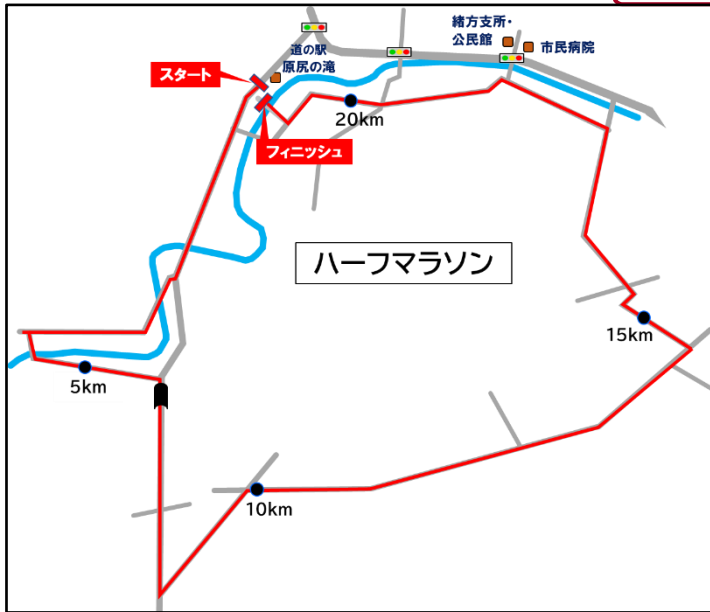 緒方支所・
公民館
市民病院
道の駅
原尻の滝
スタート
20km
フィニッシュ
ハーフマラソン
15km
5km
10km